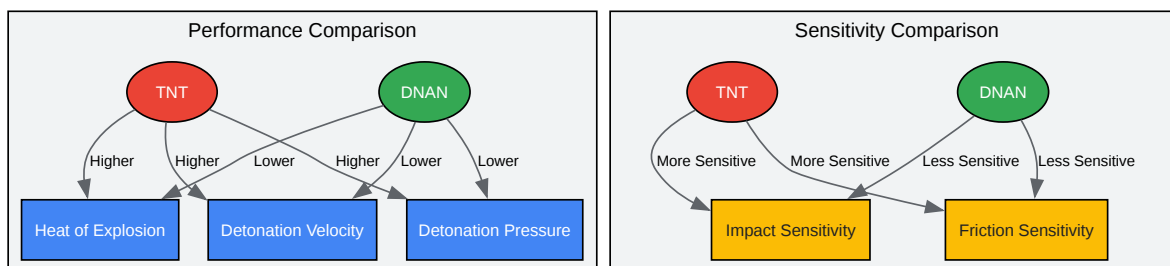 Performance Comparison
TNT
DNAN
Higher
Higher
Lower
Higher
Lower
Lower
Heat of Explosion
Detonation Velocity
Detonation Pressure
Sensitivity Comparison
TNT
DNAN
More Sensitive
More Sensitive
Less Sensitive
Less Sensitive
Impact Sensitivity
Friction Sensitivity